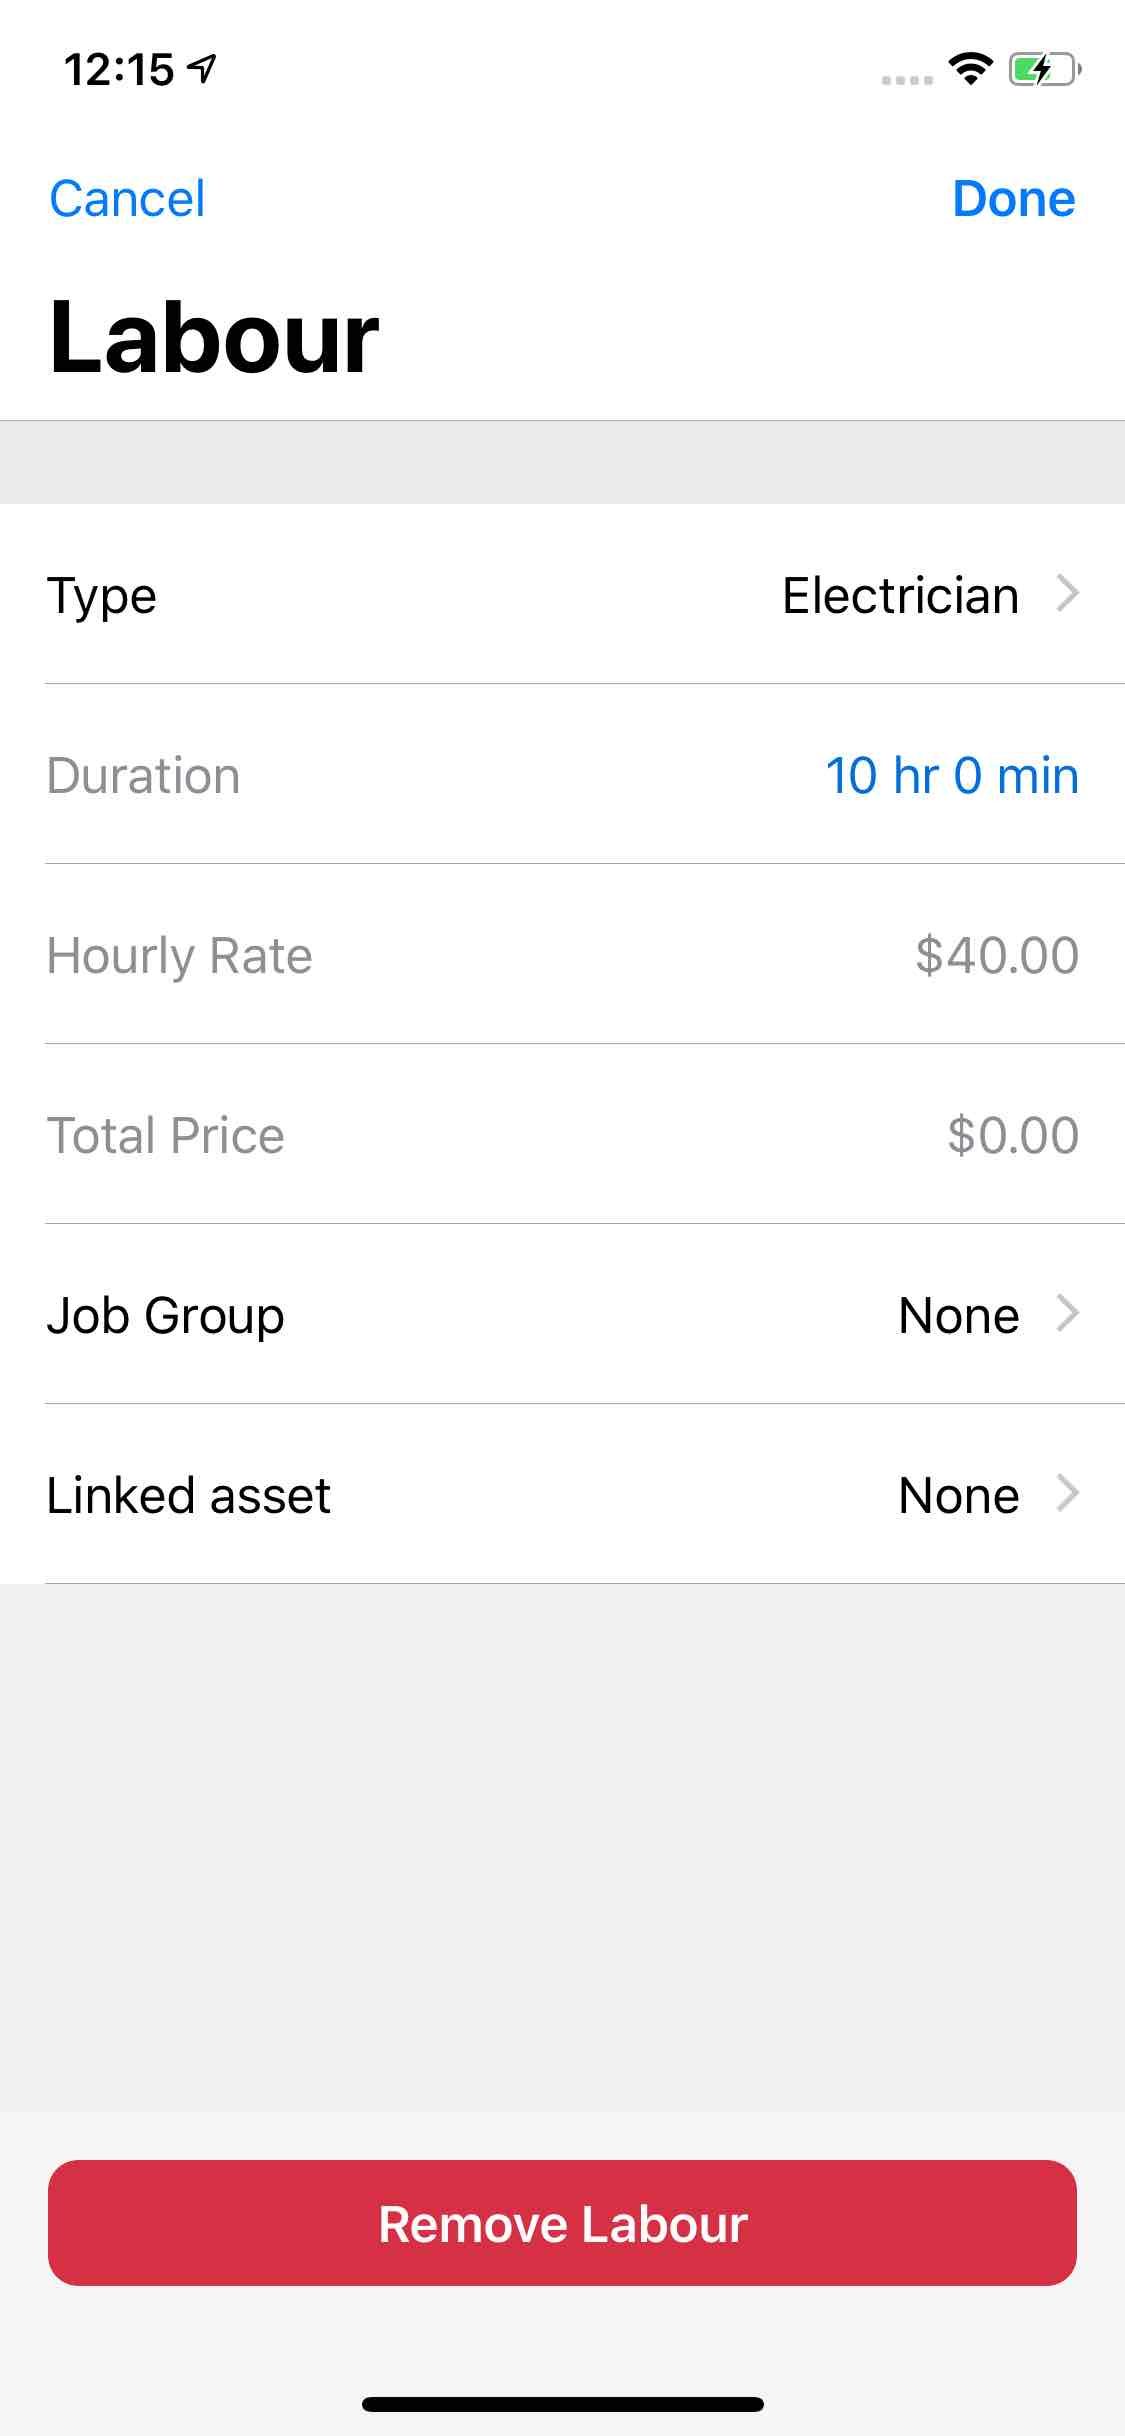 12:15
Cancel Done
Labour
Type Electrician
Duration 10 hr 0 min
Hourly Rate $40.00
Total Price $0.00
Job Group None
Linked asset None
Remove Labour